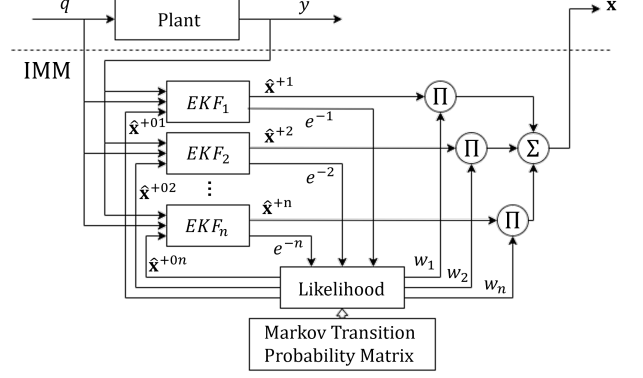 q
Plant
y
x
IMM
EKF₁
x̂⁺¹
Π
x̂⁺⁰¹
e⁻¹
EKF₂
x̂⁺²
Π
Σ
x̂⁺⁰²
⋮
e⁻²
EKFₙ
x̂⁺ⁿ
Π
x̂⁺⁰ⁿ
e⁻ⁿ
w₁
w₂
wₙ
Likelihood
Markov Transition
Probability Matrix